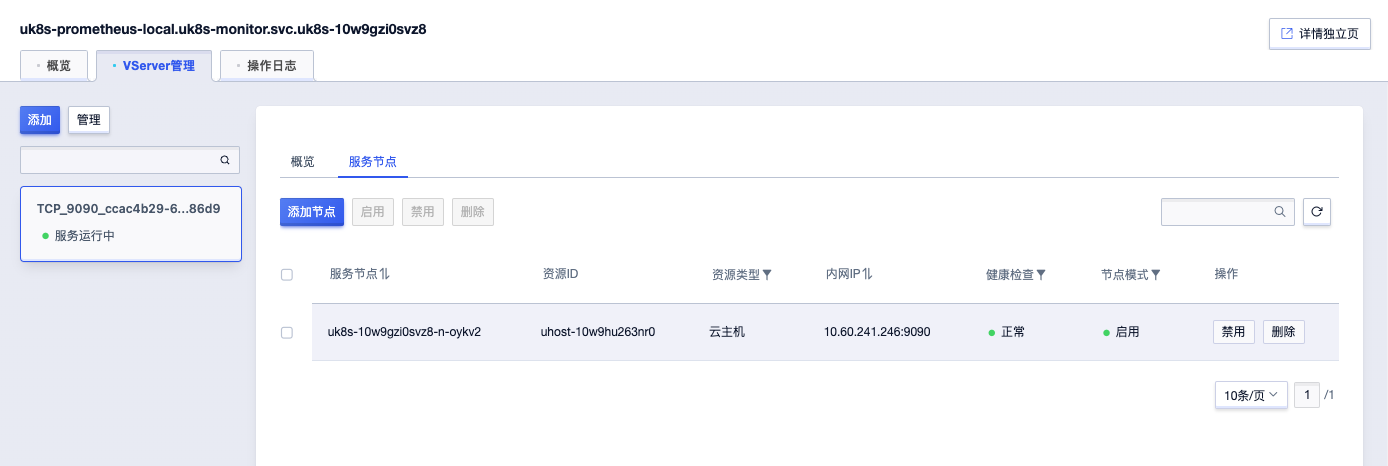 uk8s-prometheus-local.uk8s-monitor.svc.uk8s-10w9gzi0svz8
详情独立页
概览 VServer管理 操作日志
添加 管理
TCP_9090_ccac4b29-6...86d9
服务运行中
概览 服务节点
添加节点 启用 禁用 删除
服务节点 资源ID 资源类型 内网IP 健康检查 节点模式 操作
uk8s-10w9gzi0svz8-n-oykv2 uhost-10w9hu263nr0 云主机 10.60.241.246:9090 正常 启用 禁用 删除
10条/页 1 /1